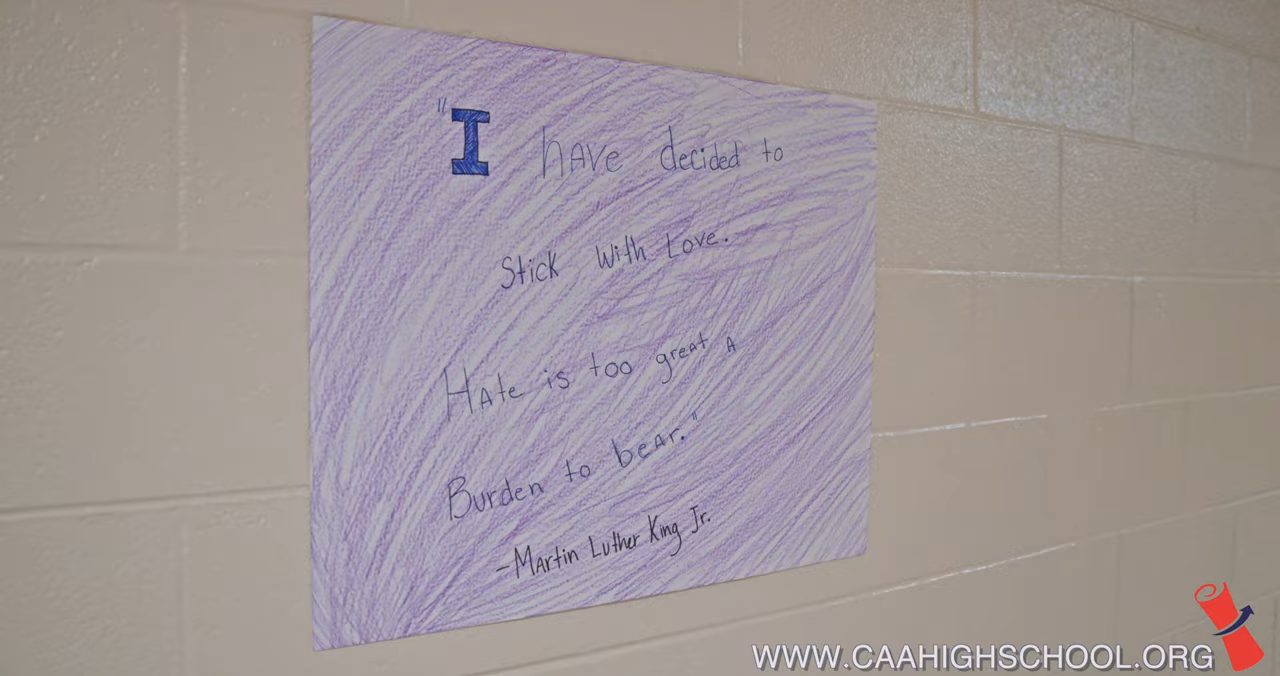 "I have decided to
Stick With Love.
Hate is too great A
Burden to beAr."
-MArtin Luther King Jr.
WWW.CAAHIGHSCHOOL.ORG